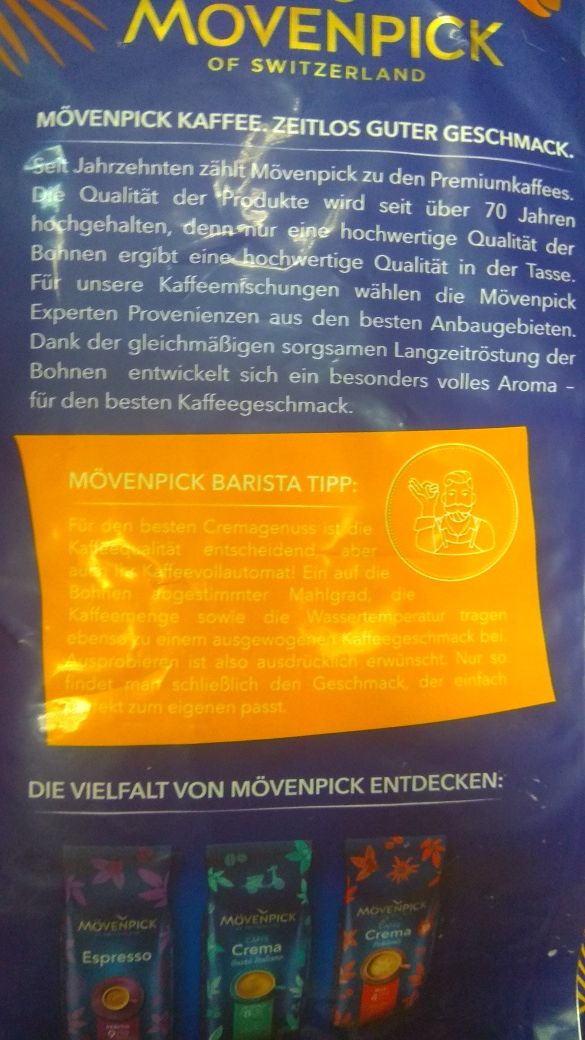 MÖVENPICK
OF SWITZERLAND
MÖVENPICK KAFFEE. ZEITLOS GUTER GESCHMACK.
Seit Jahrzehnten zählt Mövenpick zu den Premiumkaffees.
Die Qualität der Produkte wird seit über 70 Jahren
hochgehalten, denn nur eine hochwertige Qualität der
Bohnen ergibt eine hochwertige Qualität in der Tasse.
Für unsere Kaffeemischungen wählen die Mövenpick
Experten Provenienzen aus den besten Anbaugebieten.
Dank der gleichmäßigen sorgsamen Langzeitröstung der
Bohnen entwickelt sich ein besonders volles Aroma –
für den besten Kaffeegeschmack.
MÖVENPICK BARISTA TIPP:
Für den besten Cremagenuss ist die
Kaffeequalität entscheidend, aber
auch Ihr Kaffeevollautomat! Ein auf die
Bohnen abgestimmter Mahlgrad, die
Kaffeemenge sowie die Wassertemperatur tragen
ebenso zu einem ausgewogenen Kaffeegeschmack bei.
Ausprobieren ist also ausdrücklich erwünscht. Nur so
findet man schließlich den Geschmack, der einfach
perfekt zum eigenen passt.
DIE VIELFALT VON MÖVENPICK ENTDECKEN:
MÖVENPICK
Espresso
MÖVENPICK
Crema
Gusto Italiano
MÖVENPICK
Crema